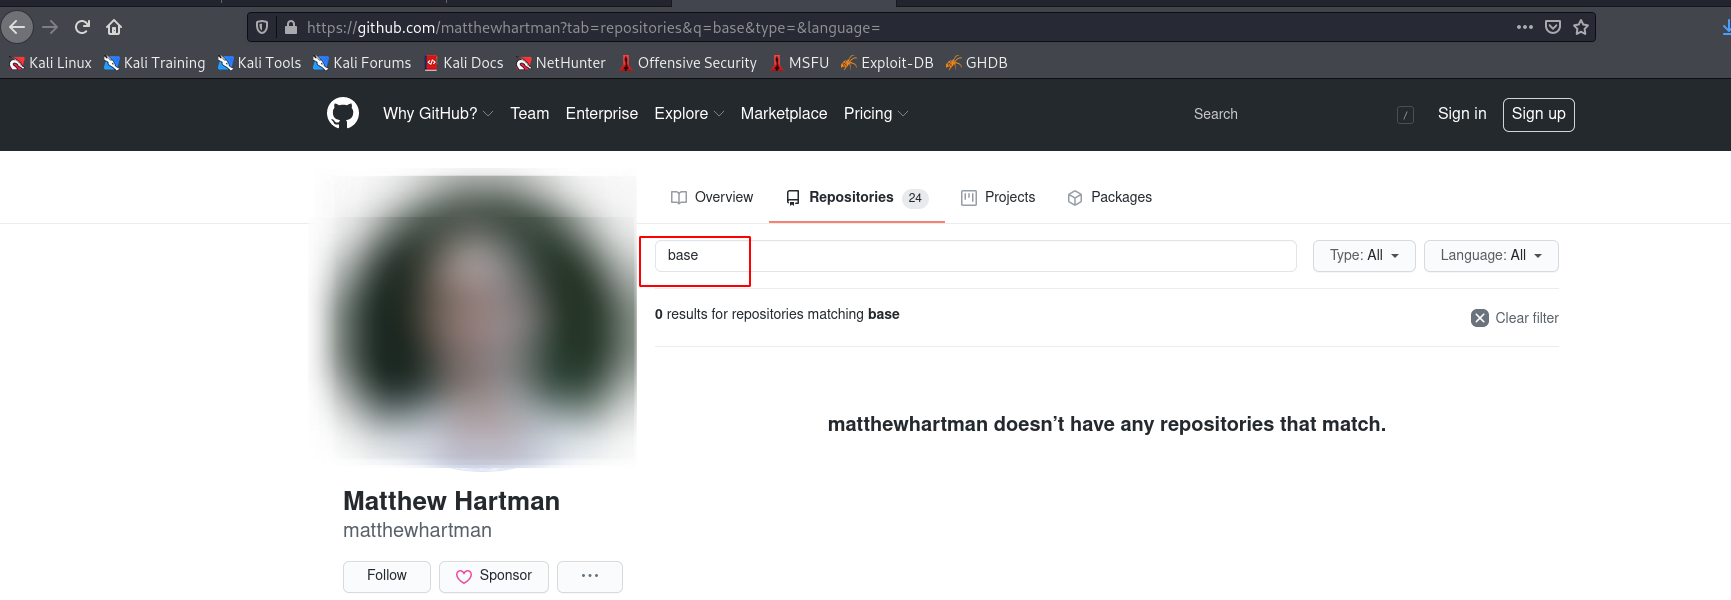 https://github.com/matthewhartman?tab=repositories&q=base&type=&language=
Kali Linux Kali Training Kali Tools Kali Forums Kali Docs NetHunter Offensive Security MSFU Exploit-DB GHDB
Why GitHub? Team Enterprise Explore Marketplace Pricing Search / Sign in Sign up
Overview Repositories 24 Projects Packages
base Type: All Language: All
0 results for repositories matching base Clear filter
matthewhartman doesn’t have any repositories that match.
Matthew Hartman
matthewhartman
Follow Sponsor ...